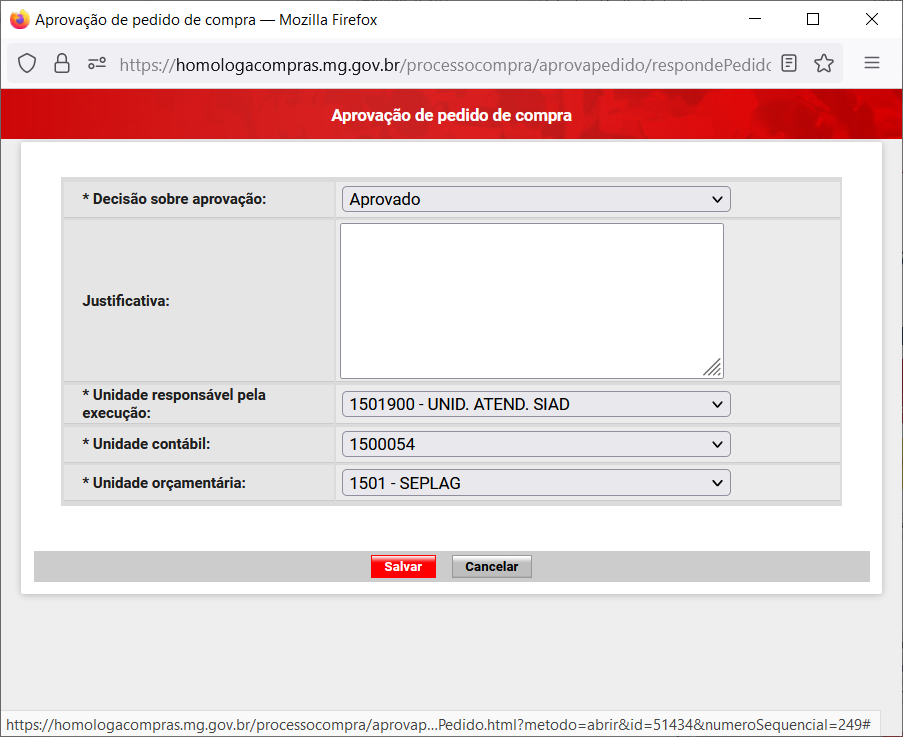 Aprovação de pedido de compra — Mozilla Firefox
https://homologacompras.mg.gov.br/processocompra/aprovapedido/respondePedido
Aprovação de pedido de compra
* Decisão sobre aprovação: Aprovado
Justificativa:
* Unidade responsável pela
execução:
1501900 - UNID. ATEND. SIAD
* Unidade contábil: 1500054
* Unidade orçamentária: 1501 - SEPLAG
Salvar Cancelar
https://homologacompras.mg.gov.br/processocompra/aprovap...Pedido.html?metodo=abrir&id=51434&numeroSequencial=249#